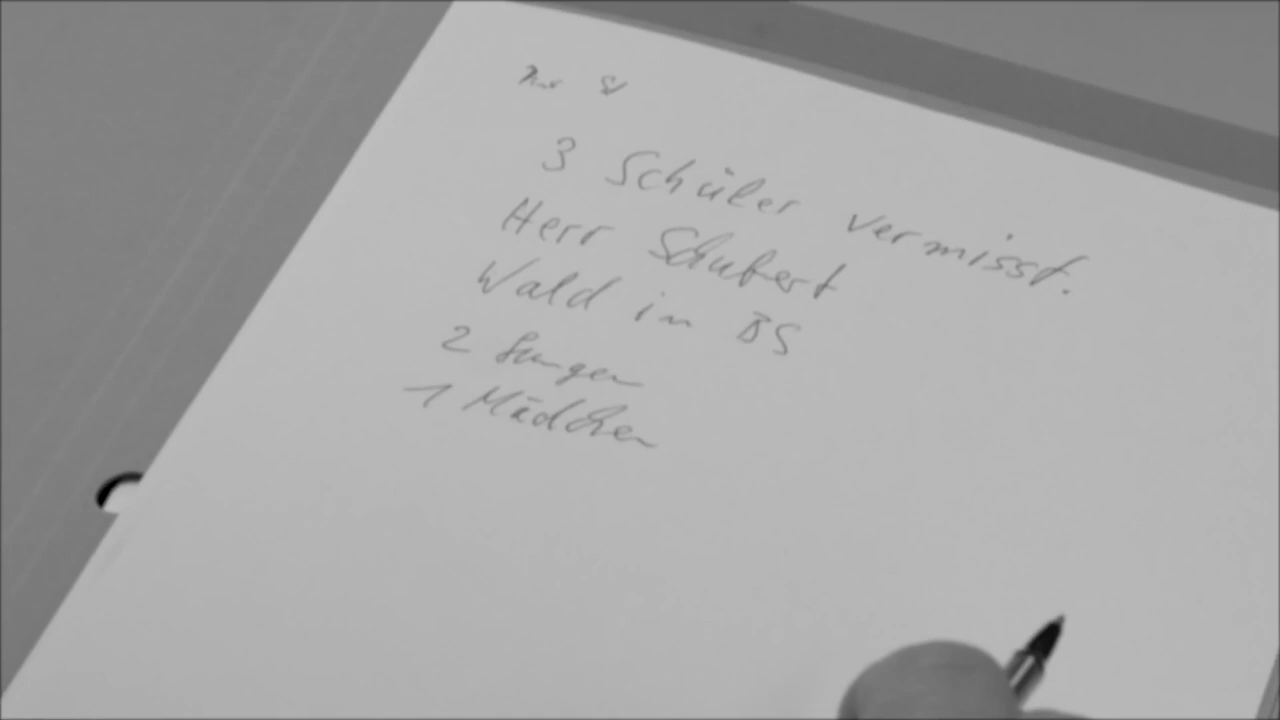 3 Schüler vermisst.
Herr Schubert
Wald in BS
2 Jungen
1 Mädchen